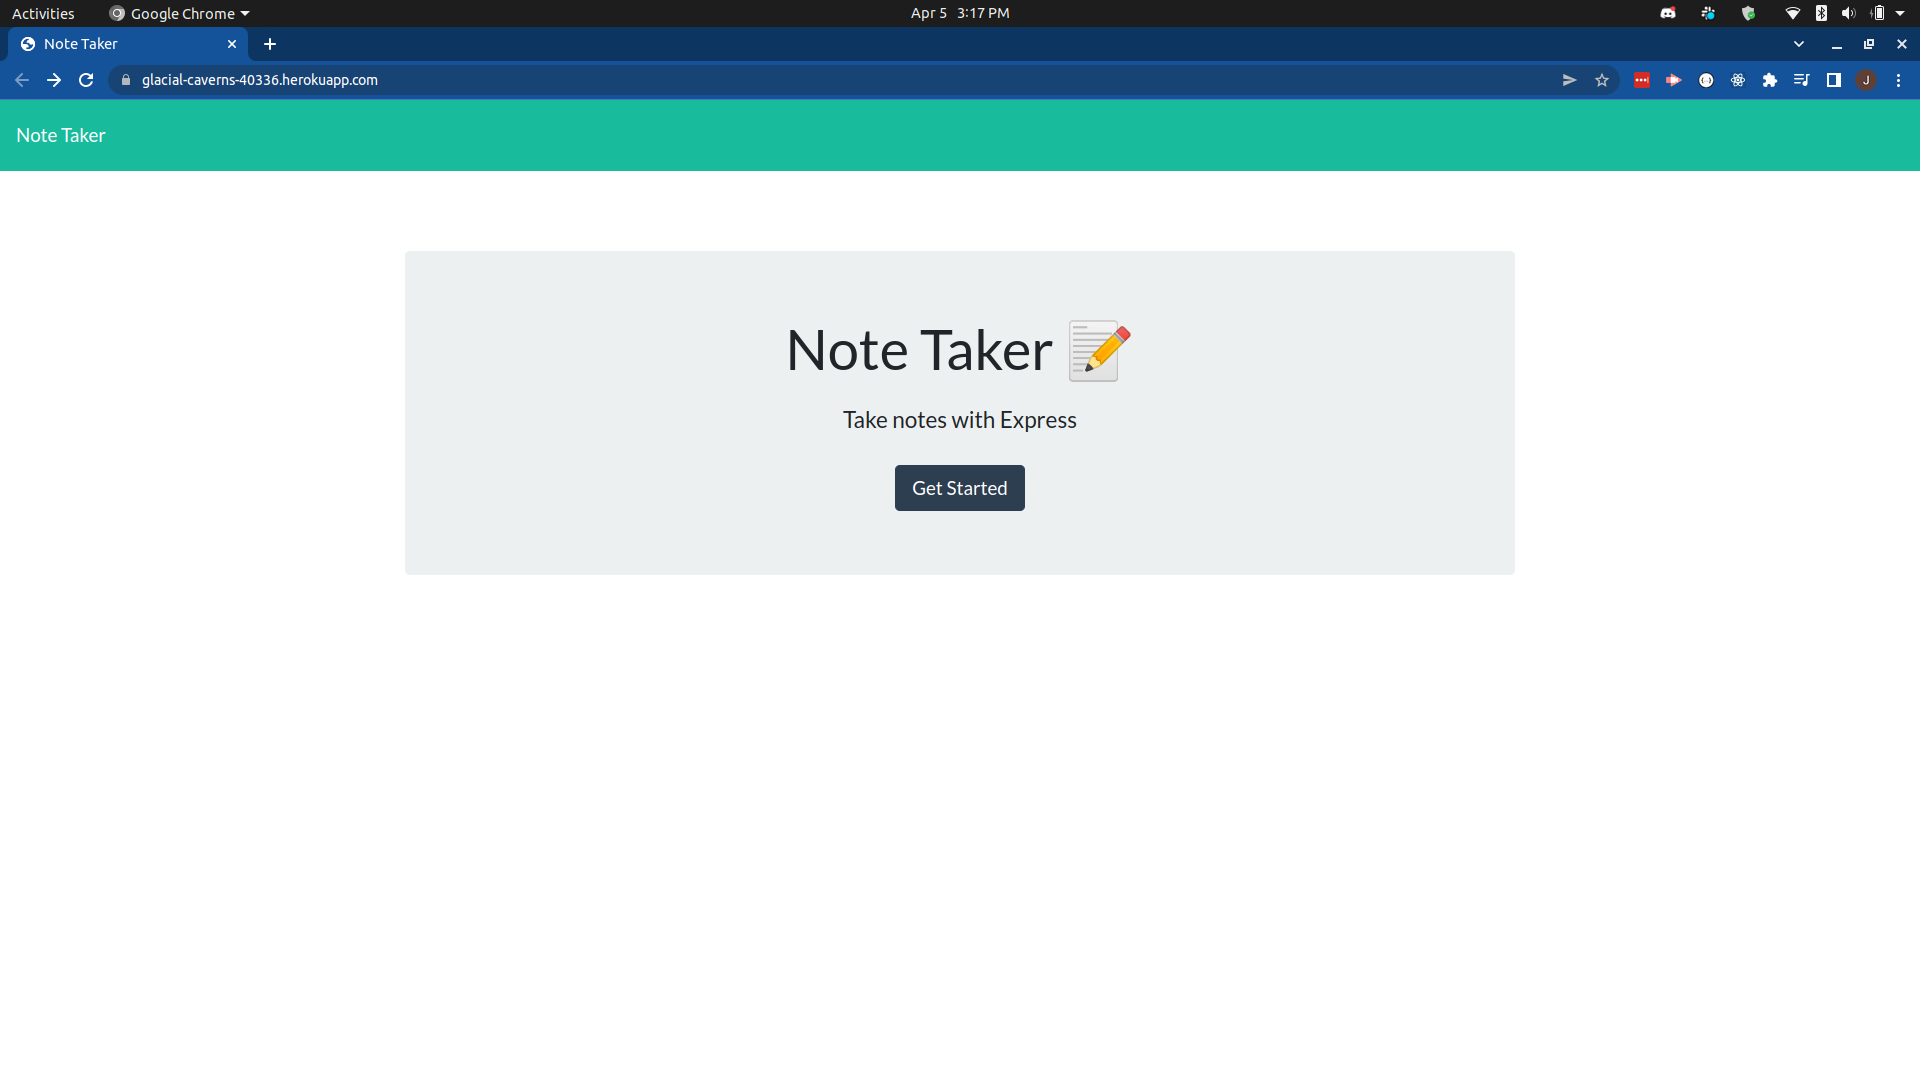 Activities Google Chrome Apr 5 3:17 PM
Note Taker
glacial-caverns-40336.herokuapp.com J
Note Taker
Note Taker
Take notes with Express
Get Started